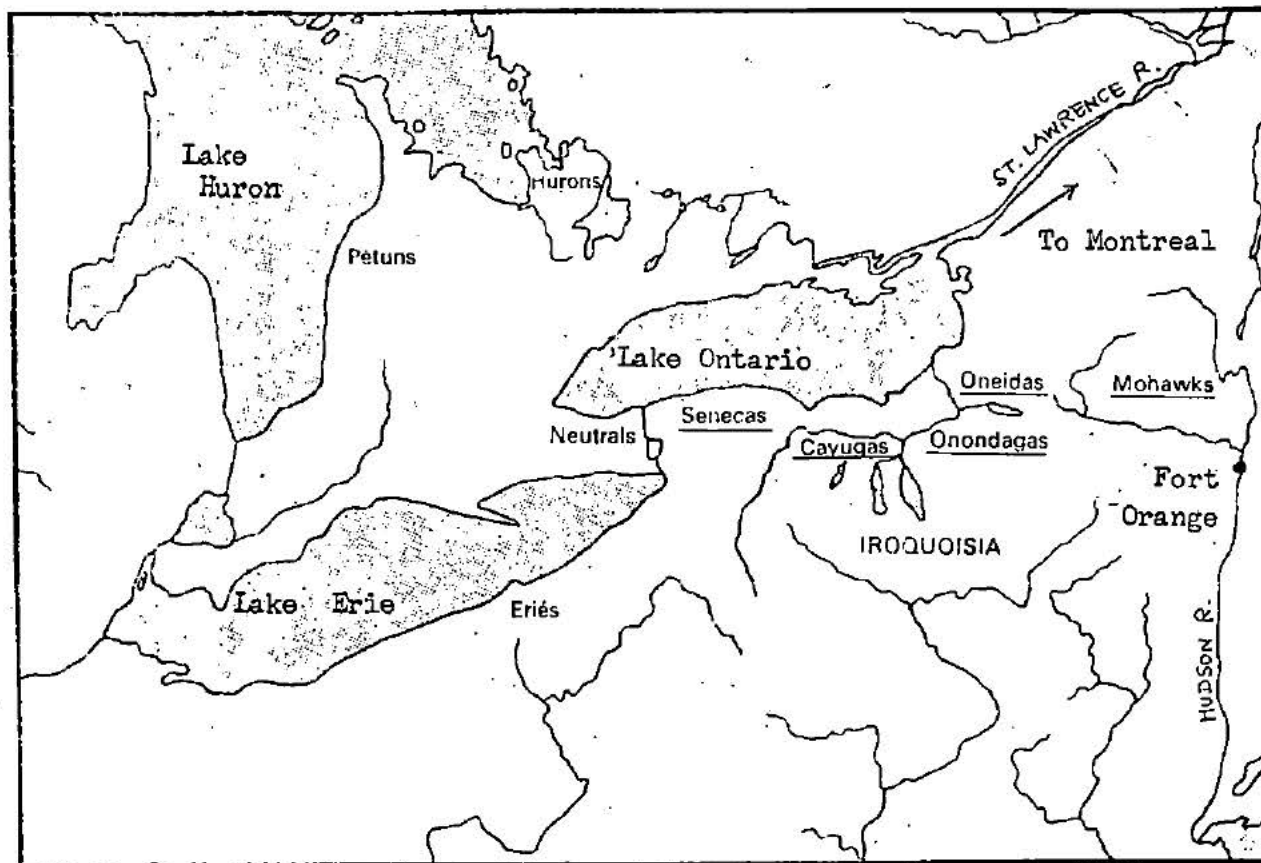 ST. LAWRENCE R.
Lake
Huron
Hurons
To Montreal
Pétuns
Lake Ontario
Oneidas
Mohawks
Senecas
Neutrals
Cayugas
Onondagas
Fort
Orange
IROQUOISIA
Lake Erie
Eriés
HUDSON R.